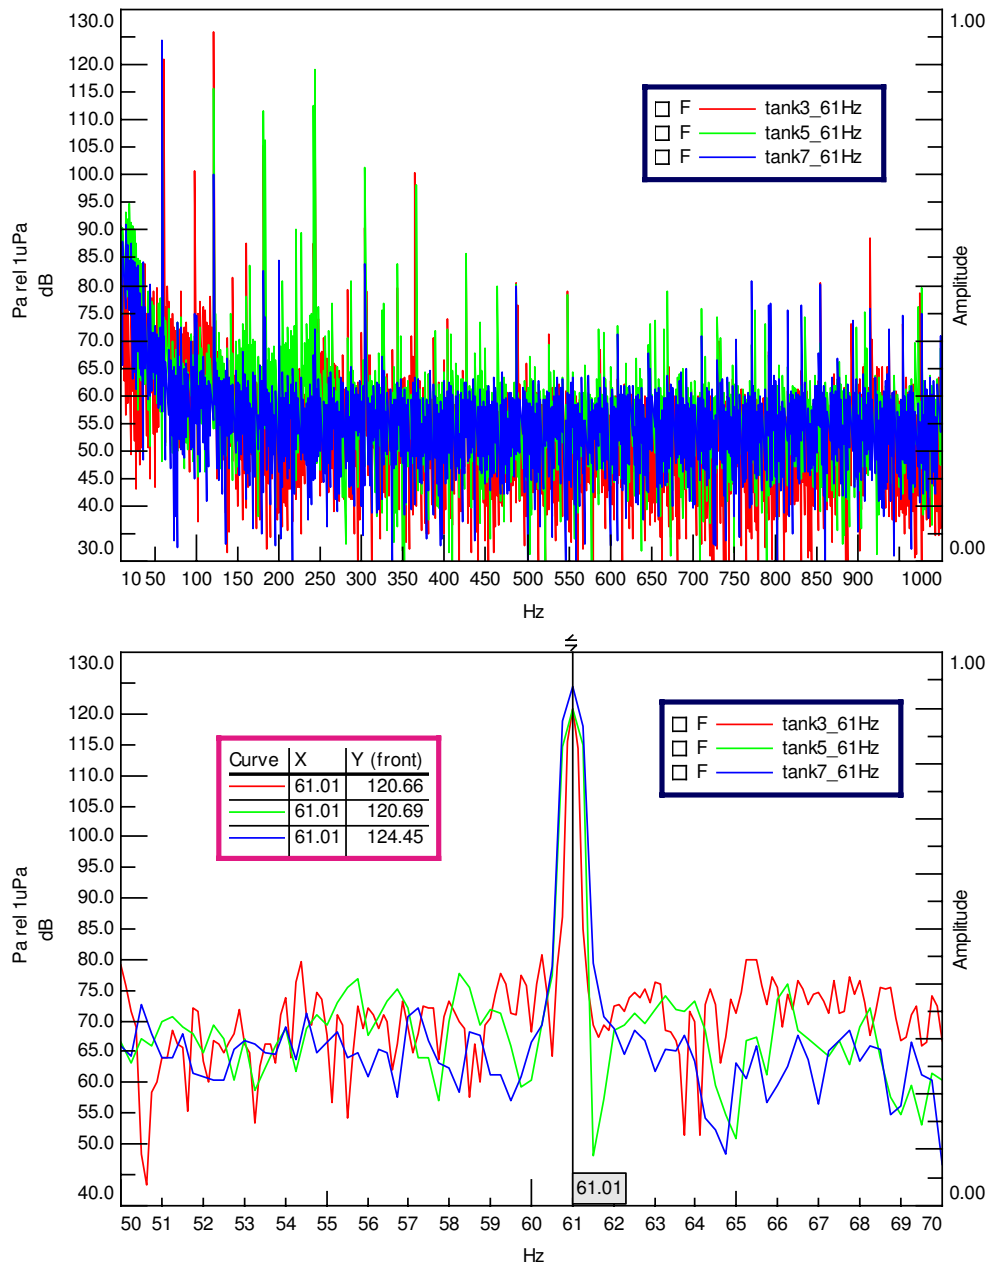 130.0
120.0
115.0
110.0
105.0
100.0
95.0
90.0
85.0
80.0
75.0
70.0
65.0
60.0
55.0
50.0
45.0
40.0
30.0
Pa rel 1uPa
dB
1.00
Amplitude
0.00
F tank3_61Hz
F tank5_61Hz
F tank7_61Hz
10 50 100 150 200 250 300 350 400 450 500 550 600 650 700 750 800 850 900 1000
Hz
130.0
120.0
115.0
110.0
105.0
100.0
95.0
90.0
85.0
80.0
75.0
70.0
65.0
60.0
55.0
50.0
40.0
Pa rel 1uPa
dB
1.00
Amplitude
0.00
F tank3_61Hz
F tank5_61Hz
F tank7_61Hz
Curve X Y (front)
61.01 120.66
61.01 120.69
61.01 124.45
61.01
50 51 52 53 54 55 56 57 58 59 60 61 62 63 64 65 66 67 68 69 70
Hz